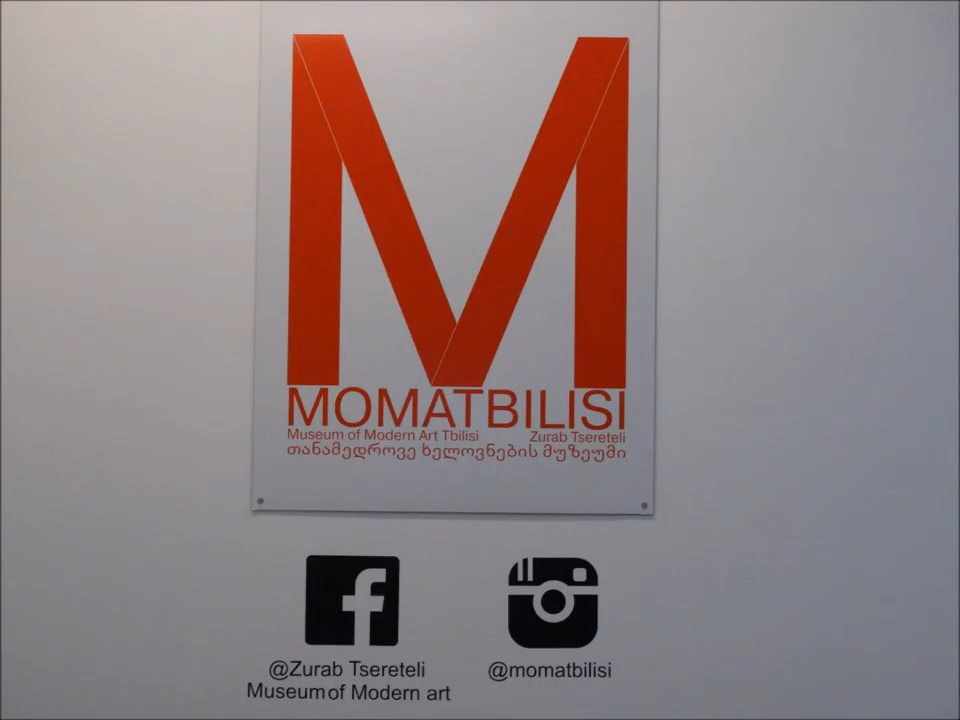 M
MOMATBILISI
Museum of Modern Art Tbilisi Zurab Tsereteli
თანამედროვე ხელოვნების მუზეუმი
@Zurab Tsereteli
Museum of Modern art
@momatbilisi